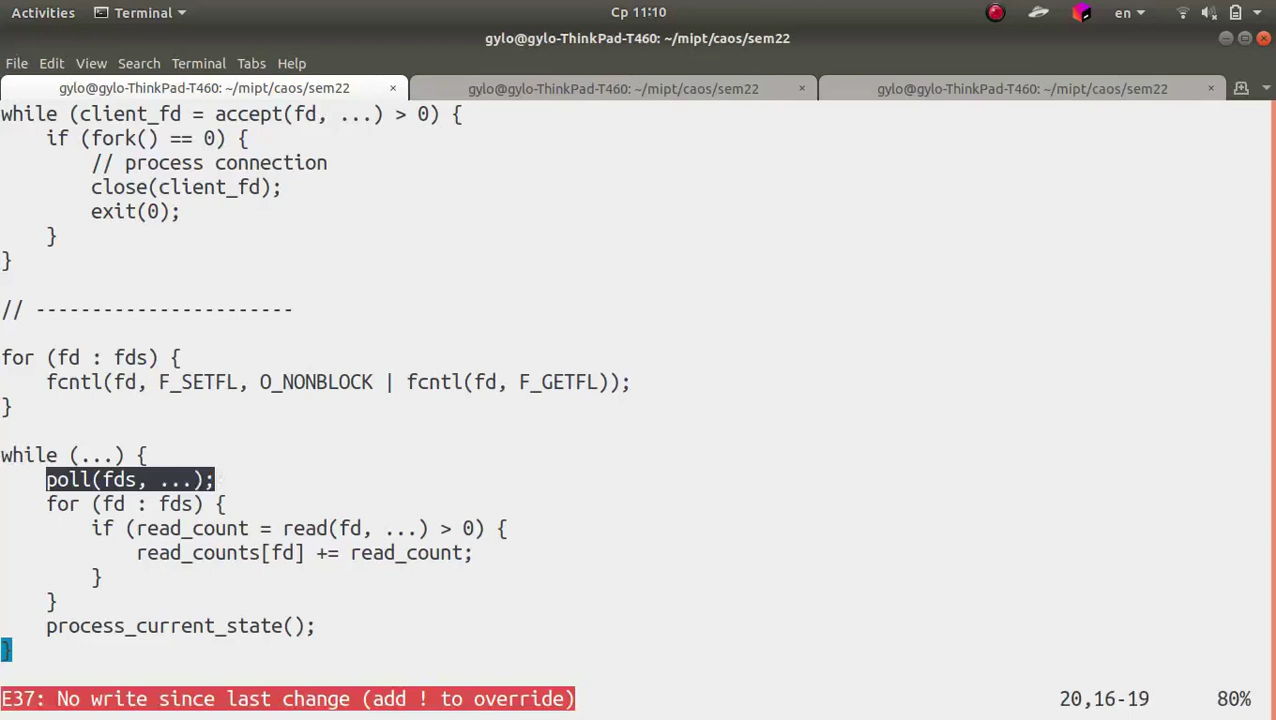 Activities Terminal Ср 11:10 en
gylo@gylo-ThinkPad-T460: ~/mipt/caos/sem22
File Edit View Search Terminal Tabs Help
gylo@gylo-ThinkPad-T460: ~/mipt/caos/sem22 × gylo@gylo-ThinkPad-T460: ~/mipt/caos/sem22 × gylo@gylo-ThinkPad-T460: ~/mipt/caos/sem22 ×
while (client_fd = accept(fd, ...) > 0) {
    if (fork() == 0) {
        // process connection
        close(client_fd);
        exit(0);
    }
}
// -----------------------
for (fd : fds) {
    fcntl(fd, F_SETFL, O_NONBLOCK | fcntl(fd, F_GETFL));
}
while (...) {
    poll(fds, ...);
    for (fd : fds) {
        if (read_count = read(fd, ...) > 0) {
            read_counts[fd] += read_count;
        }
    }
    process_current_state();
}
E37: No write since last change (add ! to override) 20,16-19 80%